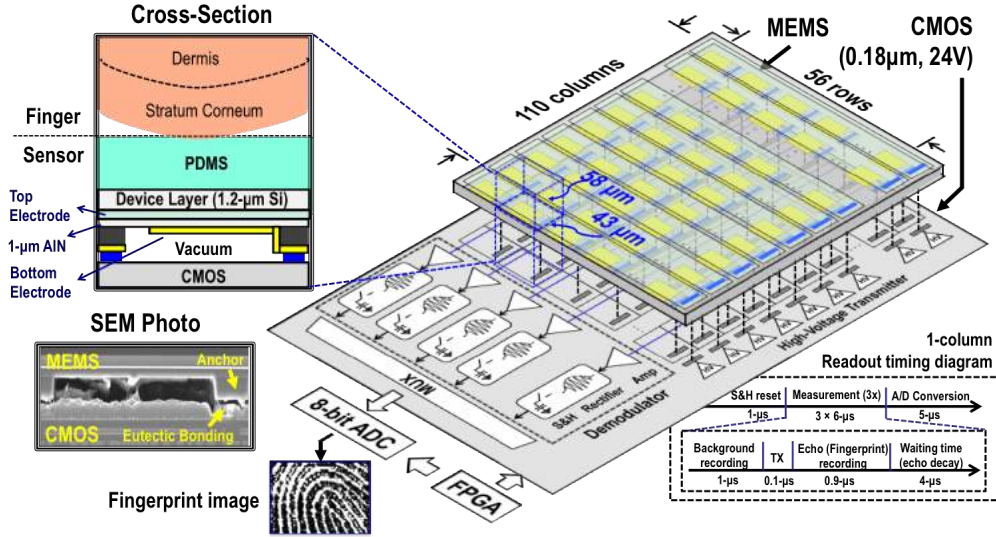 Cross-Section
Dermis
Stratum Corneum
Finger
Sensor
PDMS
Device Layer (1.2-μm Si)
Top
Electrode
1-μm AlN
Vacuum
Bottom
Electrode
CMOS
SEM Photo
MEMS
Anchor
CMOS
Eutectic Bonding
Fingerprint image
MEMS
CMOS
(0.18μm, 24V)
110 columns
56 rows
58 μm
43 μm
High-Voltage Transmitter
MUX
S&H
Rectifier
Amp
Demodulator
8-bit ADC
FPGA
1-column
Readout timing diagram
S&H reset
Measurement (3x)
A/D Conversion
1-μs
3 × 6-μs
5-μs
Background
recording
TX
Echo (Fingerprint)
recording
Waiting time
(echo decay)
1-μs
0.1-μs
0.9-μs
4-μs